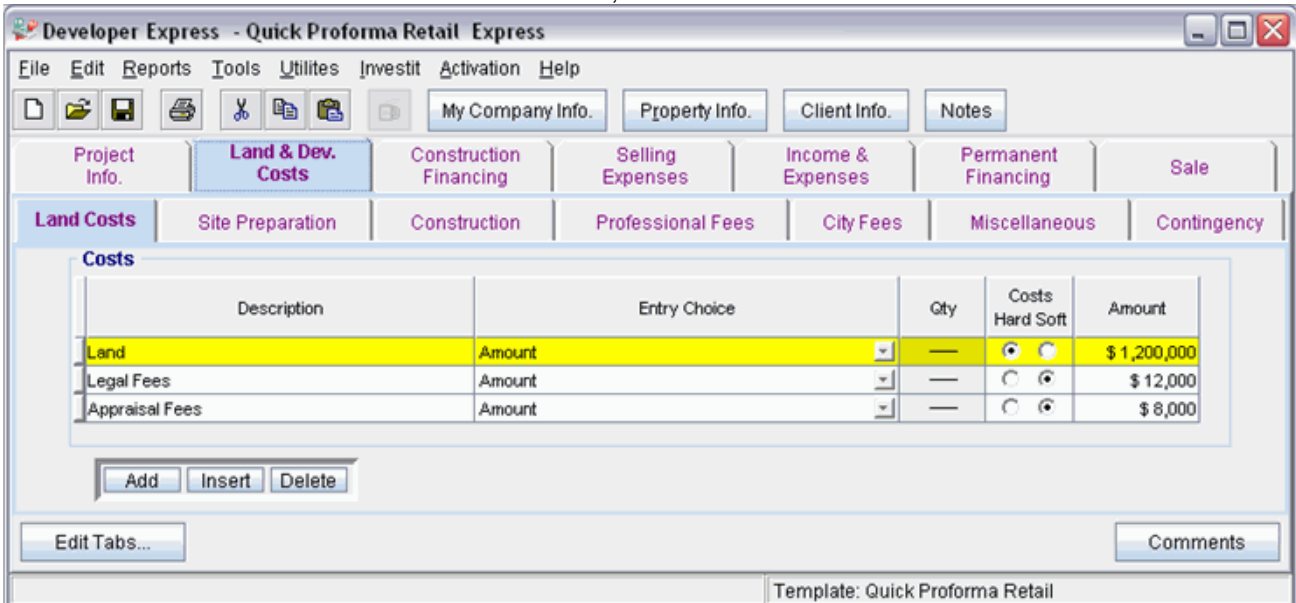 Developer Express - Quick Proforma Retail Express
File Edit Reports Tools Utilites Investit Activation Help
My Company Info. Property Info. Client Info. Notes
Project Info. Land & Dev. Costs Construction Financing Selling Expenses Income & Expenses Permanent Financing Sale
Land Costs Site Preparation Construction Professional Fees City Fees Miscellaneous Contingency
Costs
Description Entry Choice Qty Costs Hard Soft Amount
Land Amount — $ 1,200,000
Legal Fees Amount — $ 12,000
Appraisal Fees Amount — $ 8,000
Add Insert Delete
Edit Tabs... Comments
Template: Quick Proforma Retail